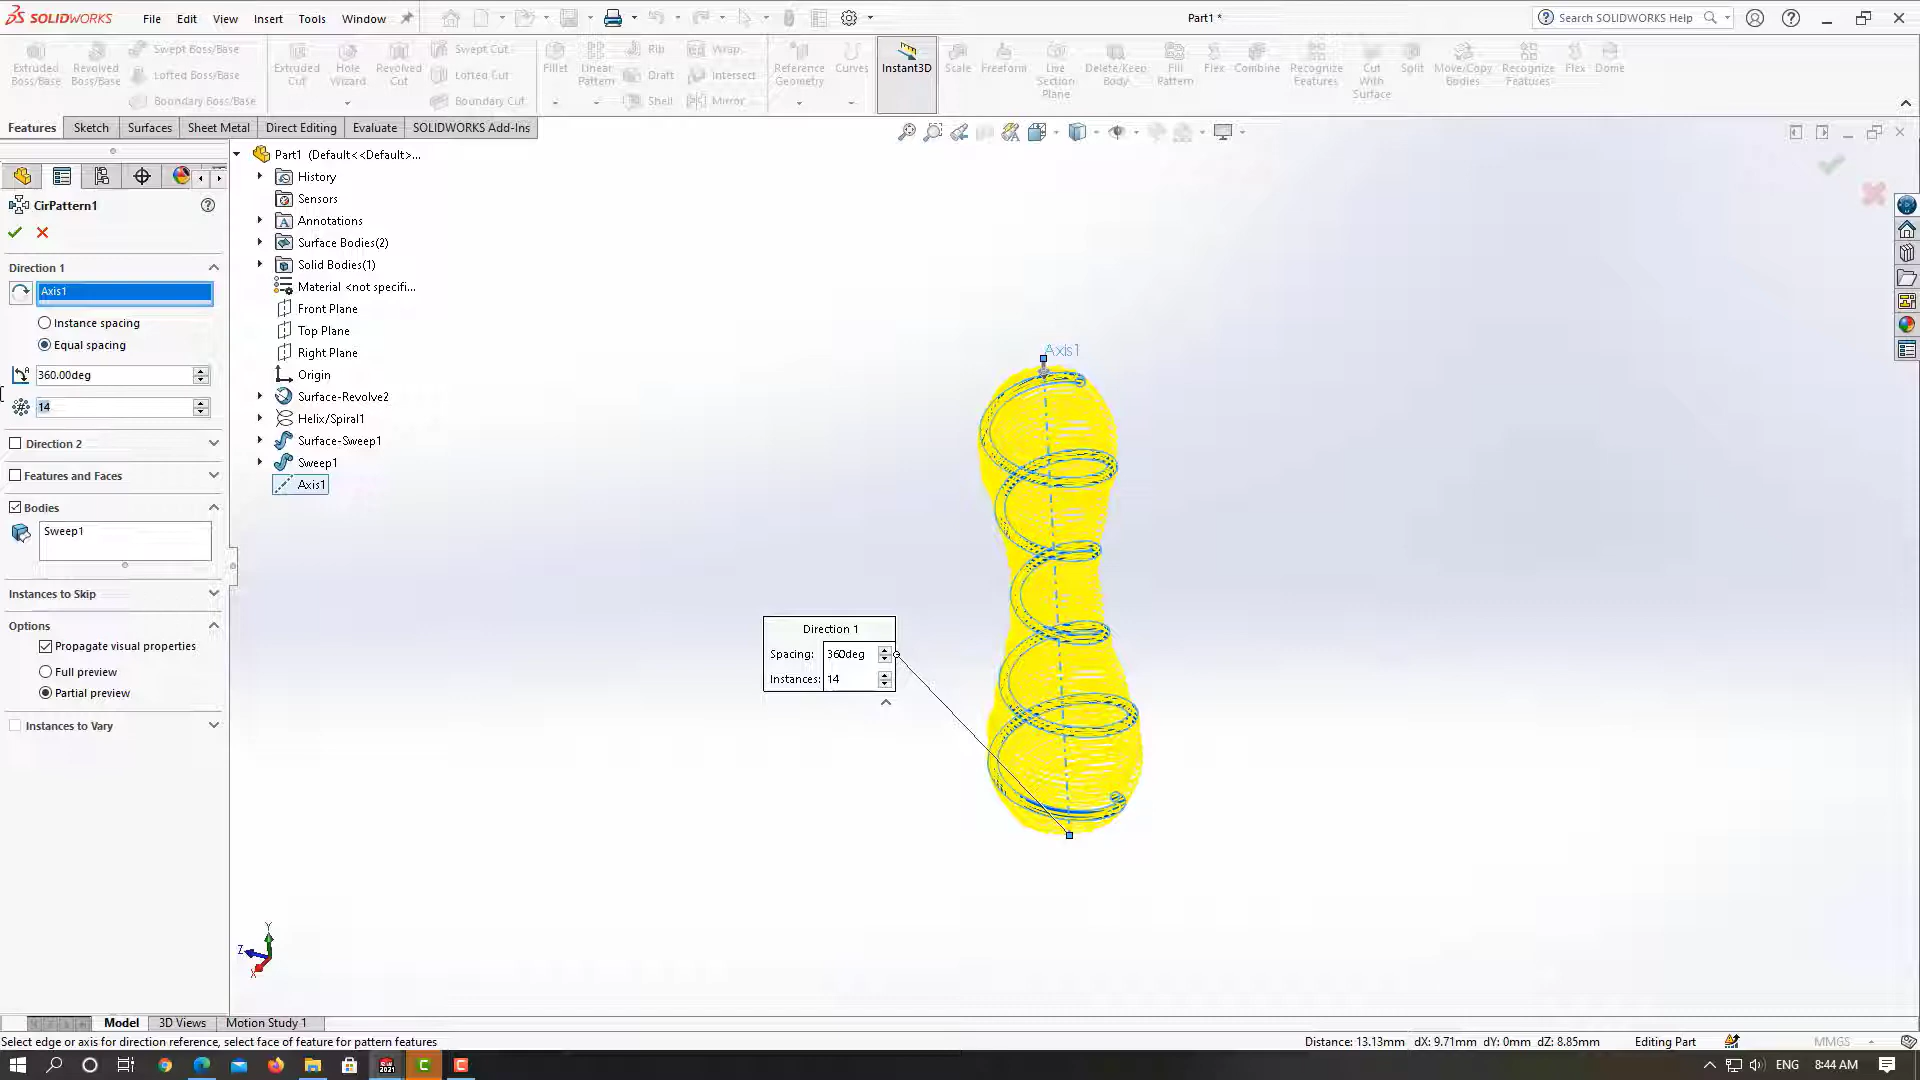 SOLIDWORKS File Edit View Insert Tools Window Part1 * Search SOLIDWORKS Help
Extruded Boss/Base
Revolved Boss/Base
Swept Boss/Base
Lofted Boss/Base
Boundary Boss/Base
Extruded Cut
Hole Wizard
Revolved Cut
Swept Cut
Lofted Cut
Boundary Cut
Fillet
Linear Pattern
Rib
Draft
Shell
Wrap
Intersect
Mirror
Reference Geometry
Curves
Instant3D
Scale
Freeform
Live Section Plane
Delete/Keep Body
Fill Pattern
Flex
Combine
Recognize Features
Cut With Surface
Split
Move/Copy Bodies
Recognize Features
Flex
Dome
Features Sketch Surfaces Sheet Metal Direct Editing Evaluate SOLIDWORKS Add-Ins
CirPattern1
Direction 1
Axis1
Instance spacing
Equal spacing
360.00deg
14
Direction 2
Features and Faces
Bodies
Sweep1
Instances to Skip
Options
Propagate visual properties
Full preview
Partial preview
Instances to Vary
Part1 (Default<<Default>...
History
Sensors
Annotations
Surface Bodies(2)
Solid Bodies(1)
Material <not specifi...
Front Plane
Top Plane
Right Plane
Origin
Surface-Revolve2
Helix/Spiral1
Surface-Sweep1
Sweep1
Axis1
Axis1
Direction 1
Spacing: 360deg
Instances: 14
Y
Z
X
Model 3D Views Motion Study 1
Select edge or axis for direction reference, select face of feature for pattern features
Distance: 13.13mm dX: 9.71mm dY: 0mm dZ: 8.85mm Editing Part MMGS
ENG 8:44 AM